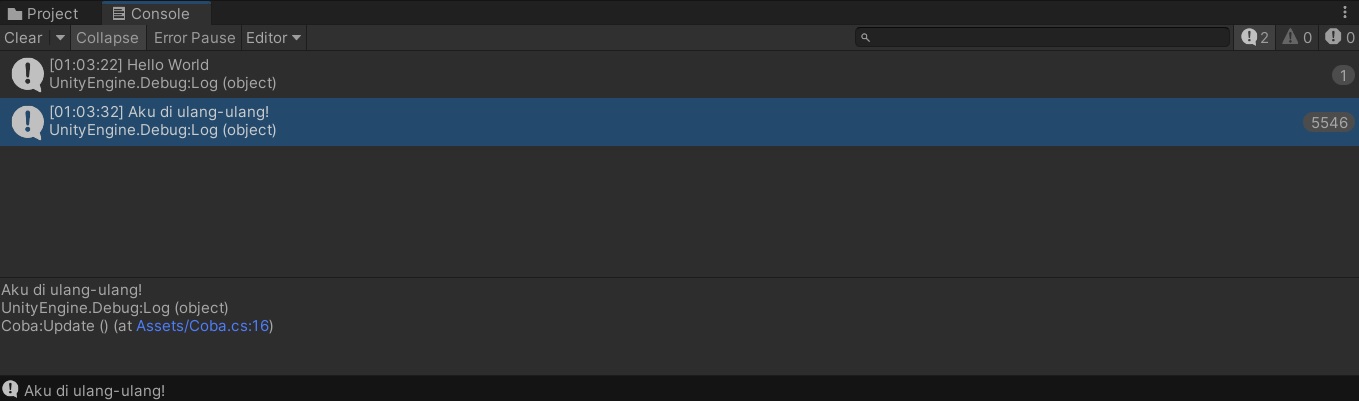 Project Console
Clear Collapse Error Pause Editor 2 0 0
[01:03:22] Hello World
UnityEngine.Debug:Log (object)
1
[01:03:32] Aku di ulang-ulang!
UnityEngine.Debug:Log (object)
5546
Aku di ulang-ulang!
UnityEngine.Debug:Log (object)
Coba:Update () (at Assets/Coba.cs:16)
Aku di ulang-ulang!